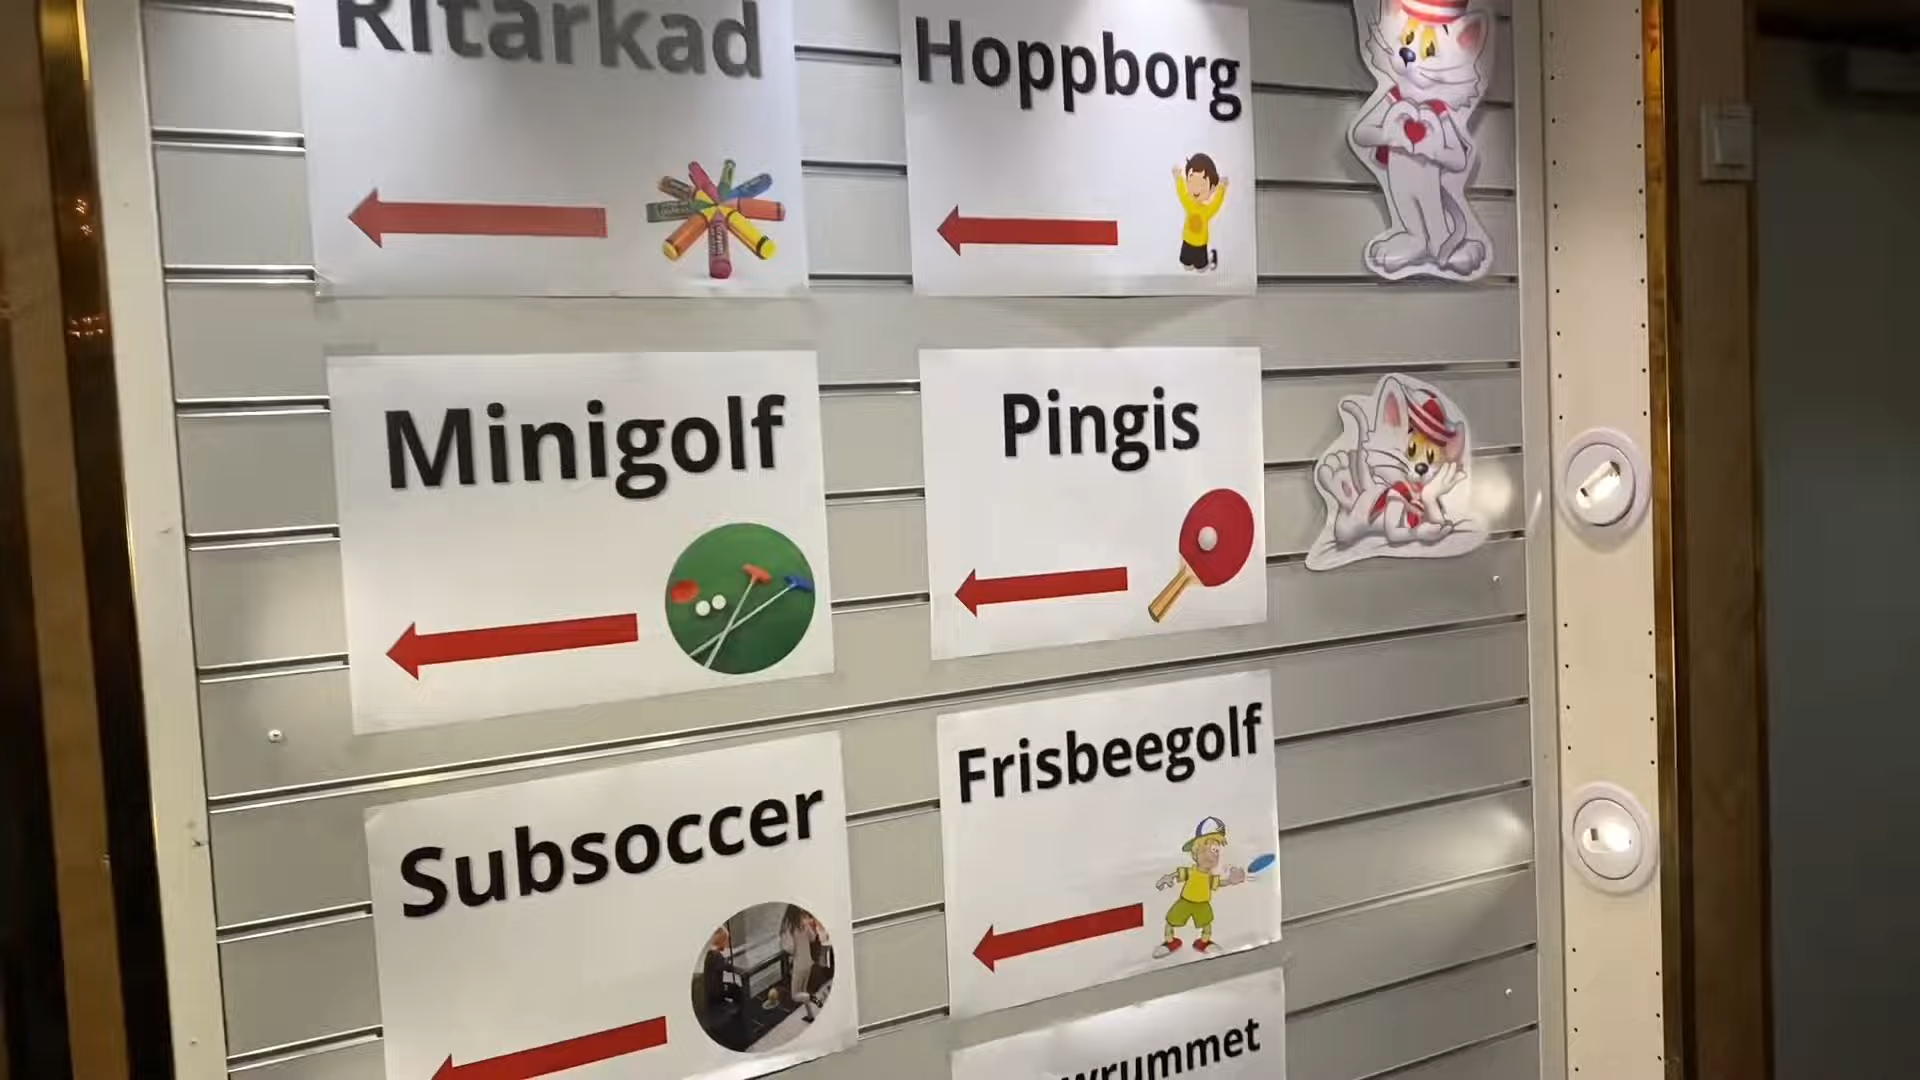 Ritarkad
Hoppborg
Minigolf
Pingis
Subsoccer
Frisbeegolf